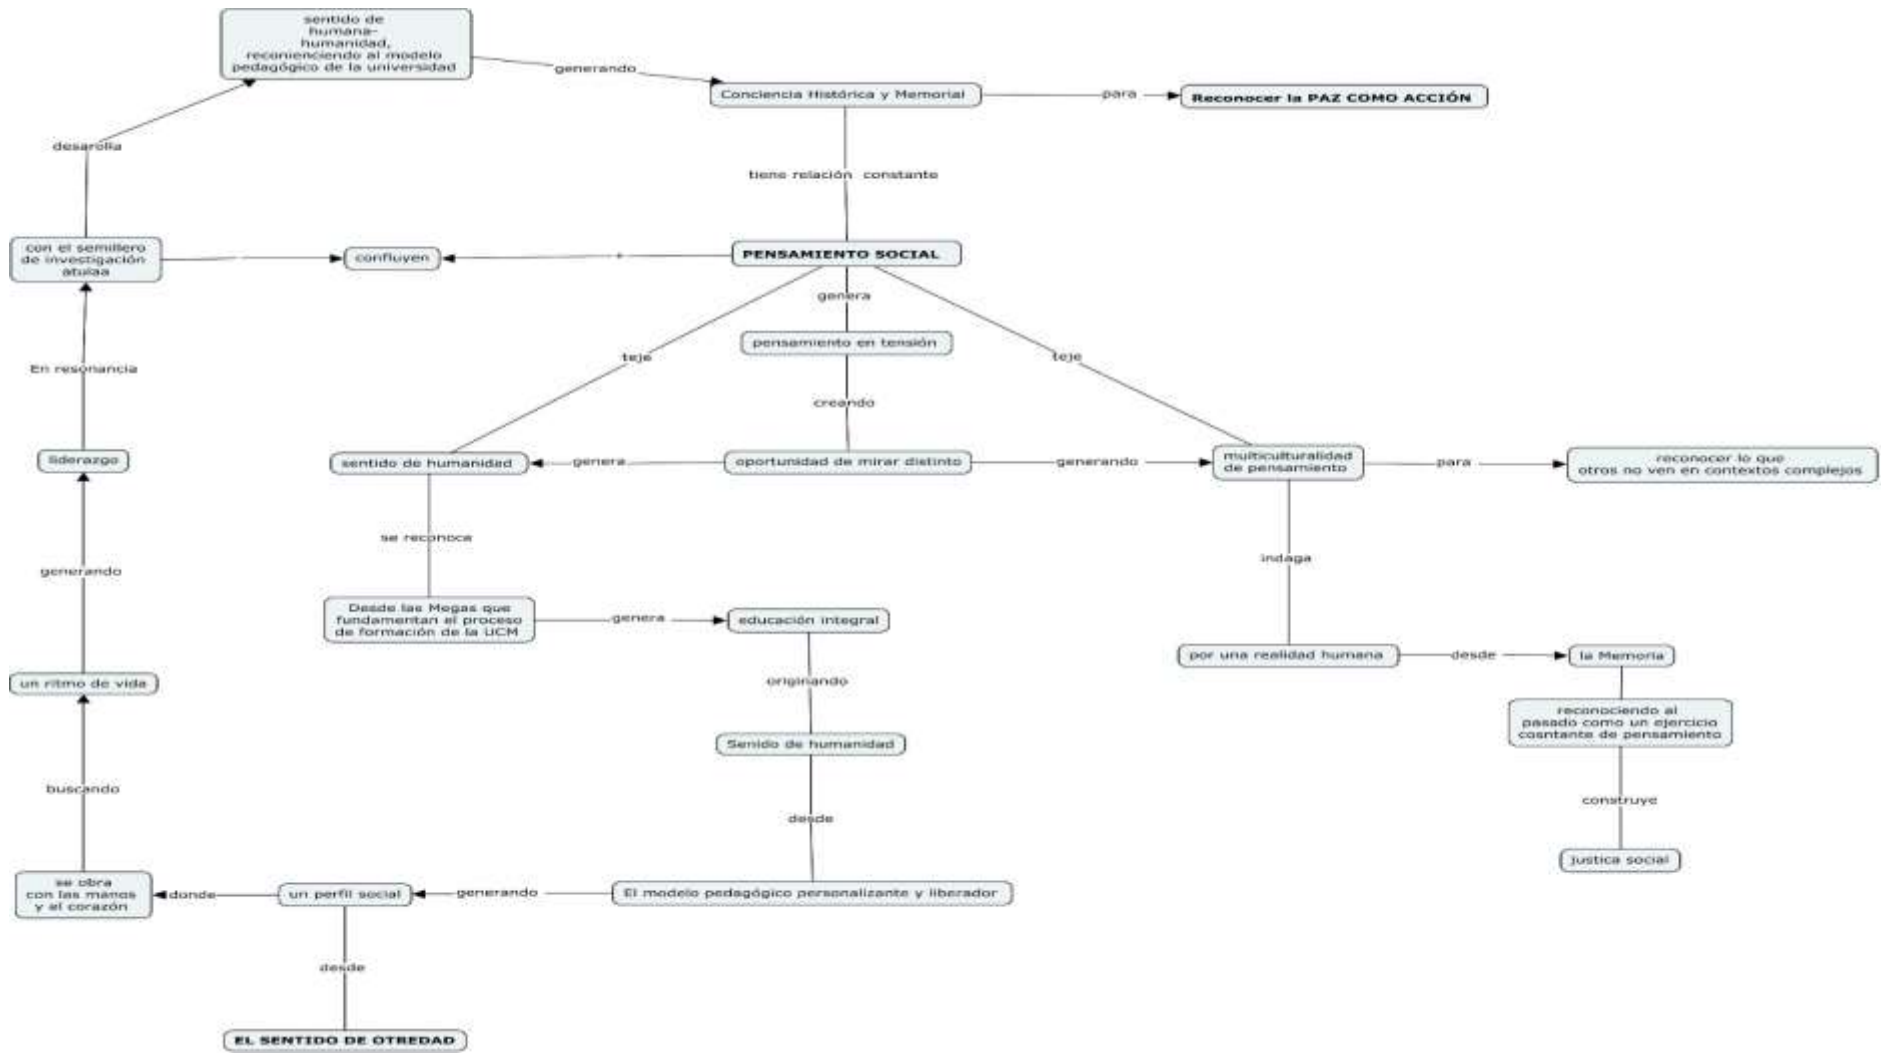 sentido de
humana-
humanidad,
reconienciendo al modelo
pedagógico de la universidad
generando
Conciencia Histórica y Memorial
para
Reconocer la PAZ COMO ACCIÓN
desarolla
tiene relación constante
con el semillero
de investigación
atulaa
confluyen
PENSAMIENTO SOCIAL
genera
pensamiento en tensión
teje
teje
En resonancia
creando
liderazgo
sentido de humanidad
genera
oportunidad de mirar distinto
generando
multiculturalidad
de pensamiento
para
reconocer lo que
otros no ven en contextos complejos
se reconoce
indaga
generando
Desde las Megas que
fundamentan el proceso
de formación de la UCM
genera
educación integral
por una realidad humana
desde
la Memoria
un ritmo de vida
originando
reconociendo al
pasado como un ejercicio
cosntante de pensamiento
Senido de humanidad
buscando
desde
construye
justica social
se obra
con las manos
y el corazón
donde
un perfil social
generando
El modelo pedagógico personalizante y liberador
desde
EL SENTIDO DE OTREDAD